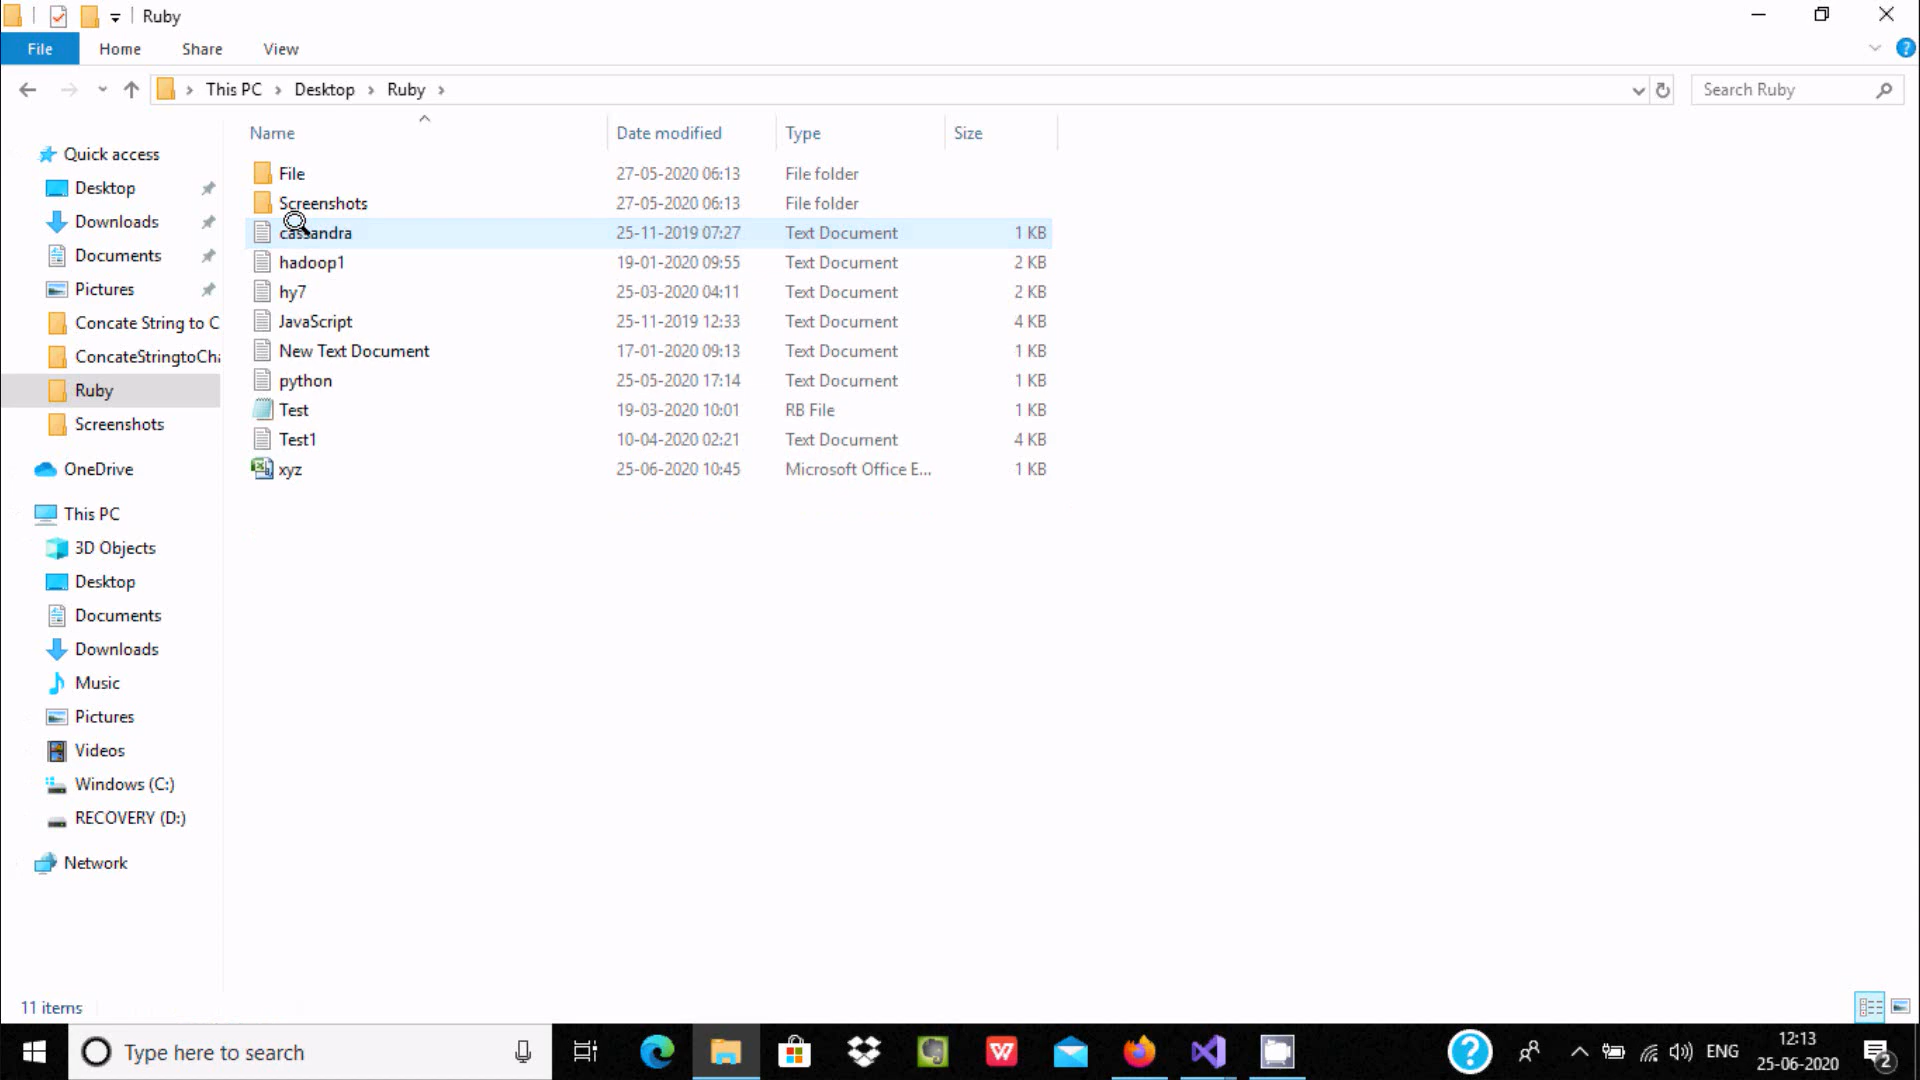 Ruby
File Home Share View
This PC Desktop Ruby Search Ruby
Name Date modified Type Size
Quick access
Desktop
Downloads
Documents
Pictures
Concate String to C
ConcateStringtoCha
Ruby
Screenshots
OneDrive
This PC
3D Objects
Desktop
Documents
Downloads
Music
Pictures
Videos
Windows (C:)
RECOVERY (D:)
Network
File 27-05-2020 06:13 File folder
Screenshots 27-05-2020 06:13 File folder
cassandra 25-11-2019 07:27 Text Document 1 KB
hadoop1 19-01-2020 09:55 Text Document 2 KB
hy7 25-03-2020 04:11 Text Document 2 KB
JavaScript 25-11-2019 12:33 Text Document 4 KB
New Text Document 17-01-2020 09:13 Text Document 1 KB
python 25-05-2020 17:14 Text Document 1 KB
Test 19-03-2020 10:01 RB File 1 KB
Test1 10-04-2020 02:21 Text Document 4 KB
xyz 25-06-2020 10:45 Microsoft Office E... 1 KB
11 items
Type here to search
ENG
12:13
25-06-2020
2